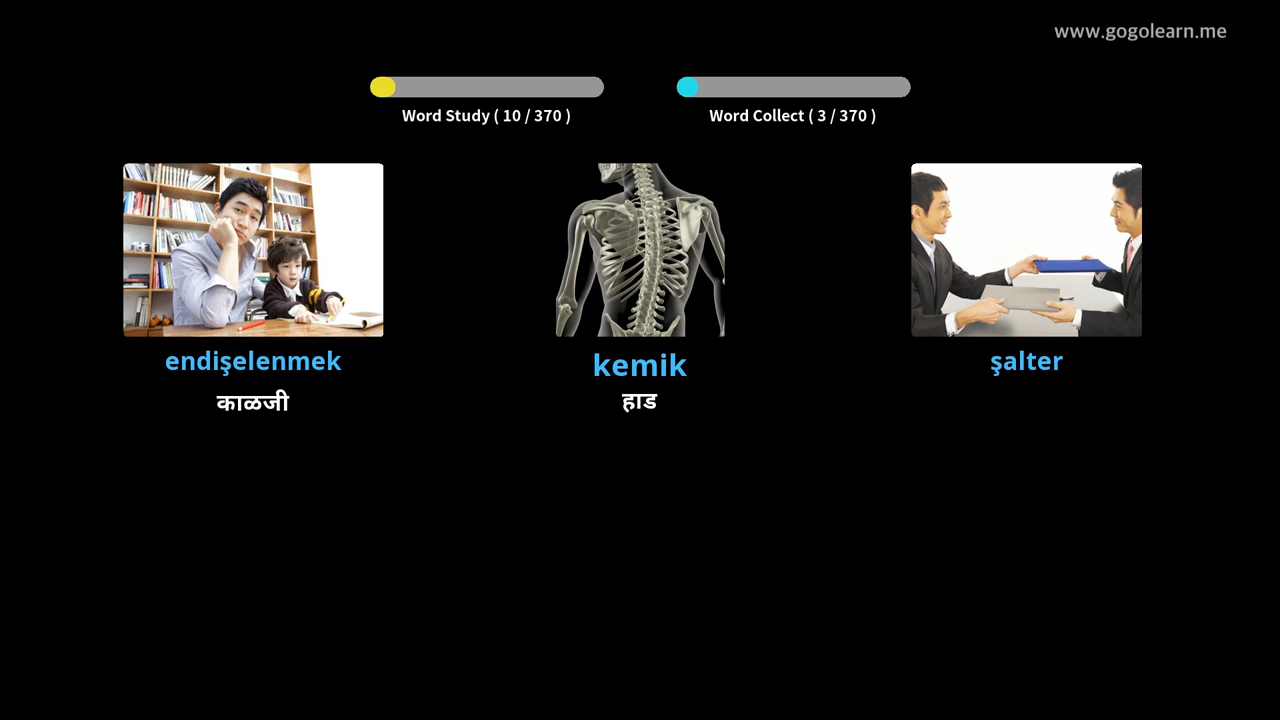 www.gogolearn.me
Word Study ( 10 / 370 )
Word Collect ( 3 / 370 )
endişelenmek
kemik
şalter
काळजी
हाड